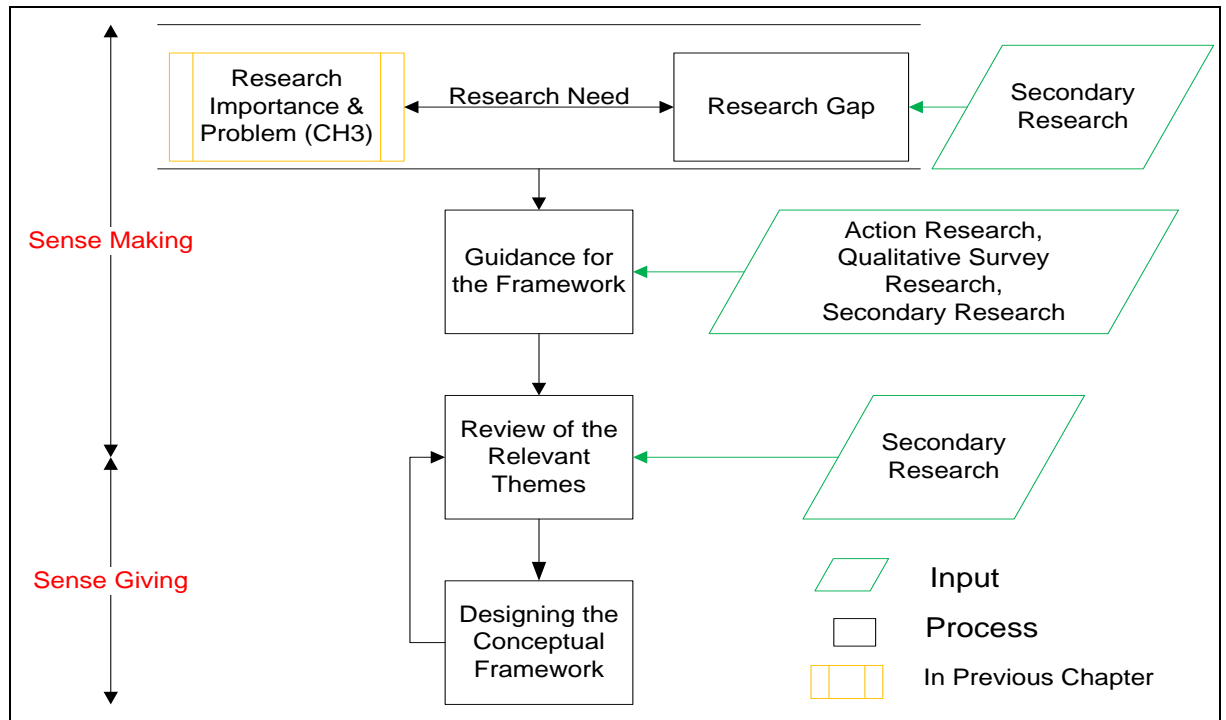 Research
Importance &
Problem (CH3)
Research Need
Research Gap
Secondary
Research
Sense Making
Guidance for
the Framework
Action Research,
Qualitative Survey
Research,
Secondary Research
Review of the
Relevant
Themes
Secondary
Research
Sense Giving
Designing the
Conceptual
Framework
Input
Process
In Previous Chapter